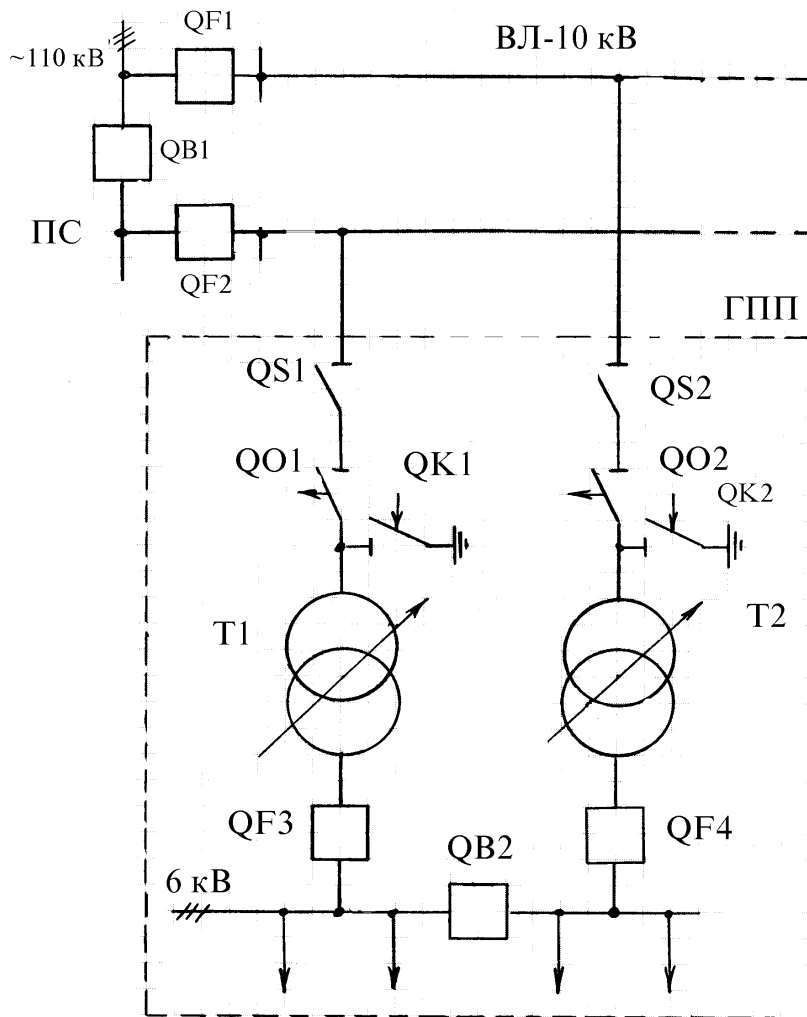 QF1
ВЛ-10 кВ
~110 кВ
QB1
ПС
QF2
ГПП
QS1
QS2
QO1
QK1
QO2
QK2
T1
T2
QF3
QB2
QF4
6 кВ